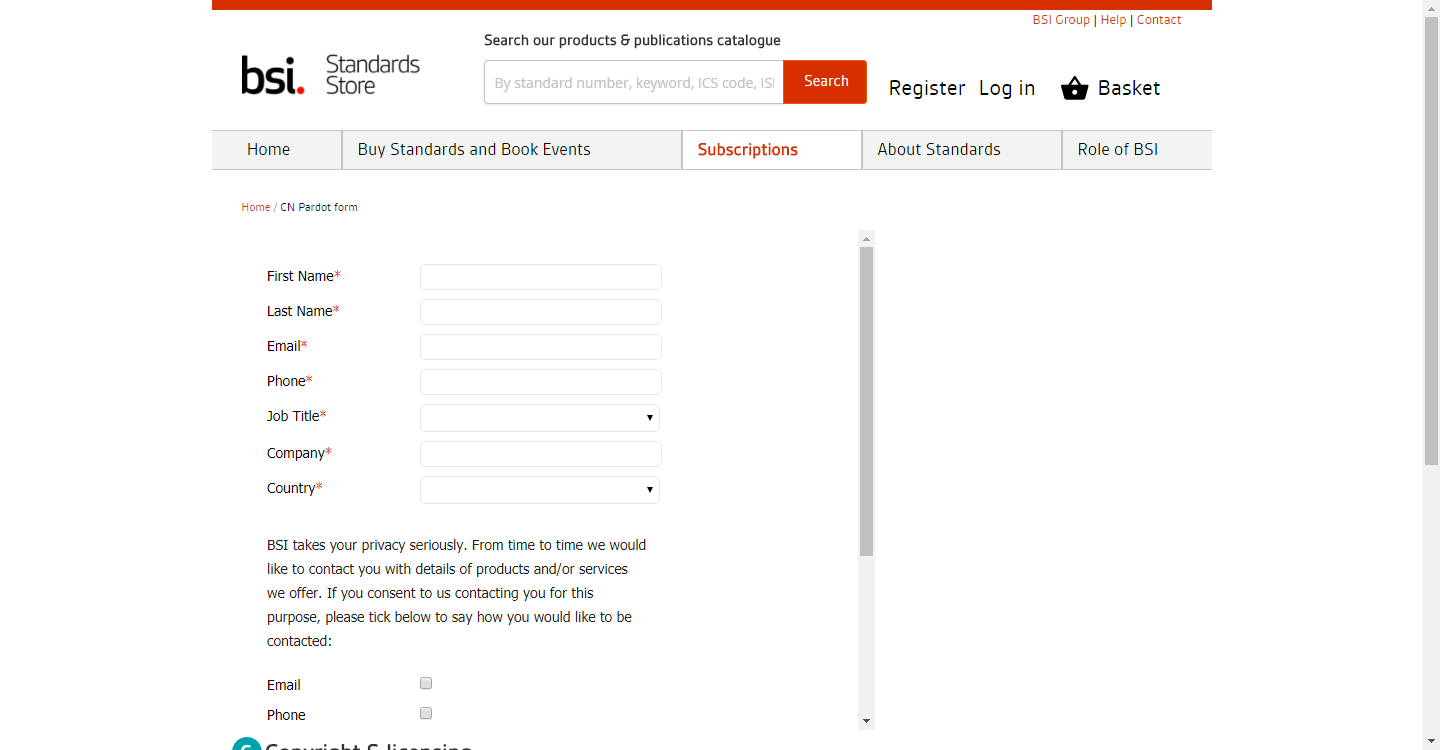 BSI Group | Help | Contact
Search our products & publications catalogue
bsi. Standards Store
By standard number, keyword, ICS code, ISI
Search
Register Log in Basket
Home Buy Standards and Book Events Subscriptions About Standards Role of BSI
Home / CN Pardot form
First Name*
Last Name*
Email*
Phone*
Job Title*
Company*
Country*
BSI takes your privacy seriously. From time to time we would
like to contact you with details of products and/or services
we offer. If you consent to us contacting you for this
purpose, please tick below to say how you would like to be
contacted:
Email
Phone
Copyright & licensing